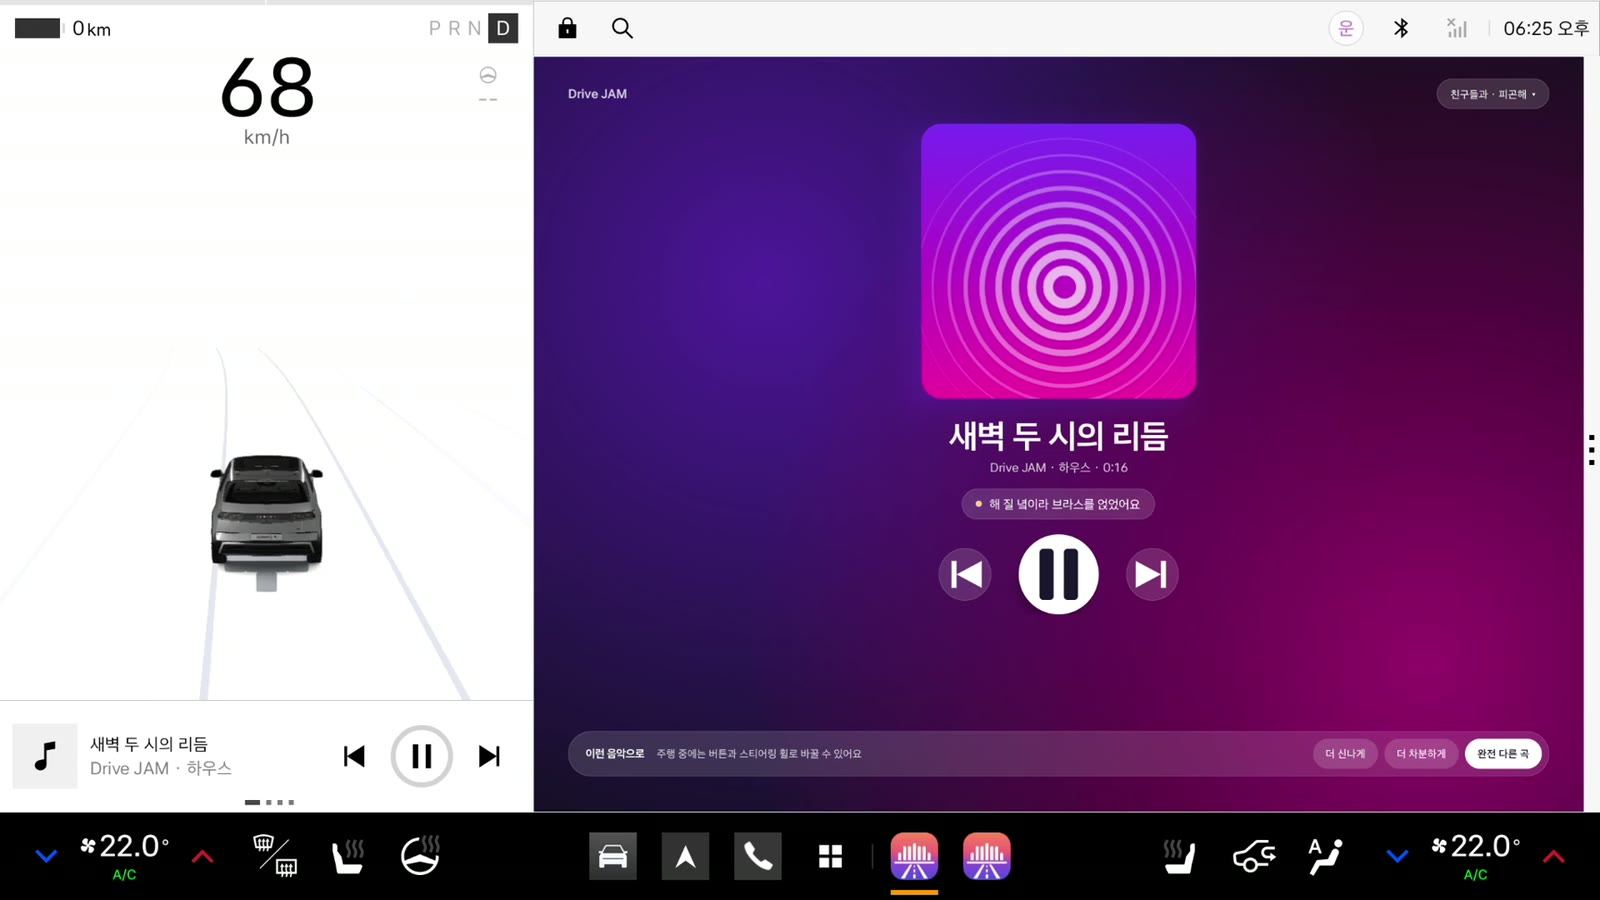 0 km
P R N D
68
km/h
--
새벽 두 시의 리듬
Drive JAM · 하우스
운
06:25 오후
Drive JAM
친구들과 · 피곤해
새벽 두 시의 리듬
Drive JAM · 하우스 · 0:16
해 질 녘이라 브라스를 얹었어요
이런 음악으로 주행 중에는 버튼과 스티어링 휠로 바꿀 수 있어요
더 신나게
더 차분하게
완전 다른 곡
22.0°
A/C
A
22.0°
A/C